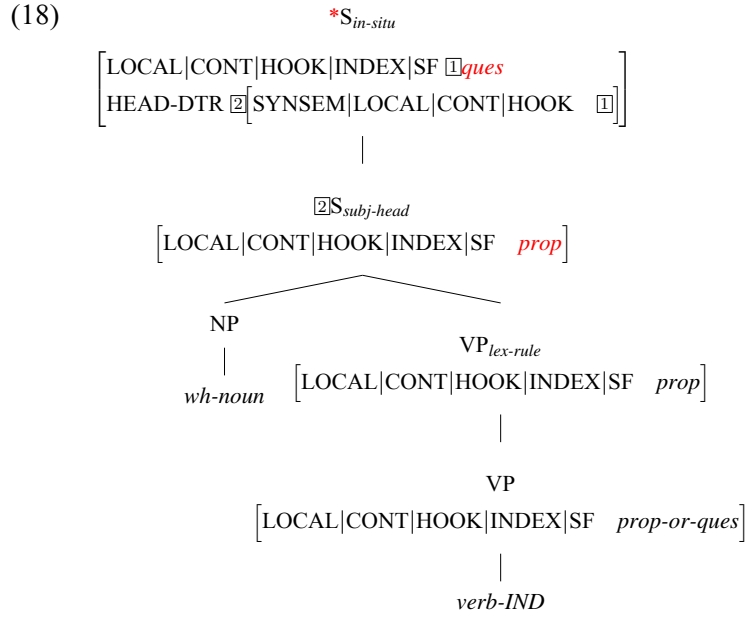 (18)
*S in-situ
[LOCAL|CONT|HOOK|INDEX|SF [1]ques
HEAD-DTR [2][SYNSEM|LOCAL|CONT|HOOK [1]]]
[2]S subj-head
[LOCAL|CONT|HOOK|INDEX|SF prop]
NP
VP lex-rule
wh-noun [LOCAL|CONT|HOOK|INDEX|SF prop]
VP
[LOCAL|CONT|HOOK|INDEX|SF prop-or-ques]
verb-IND